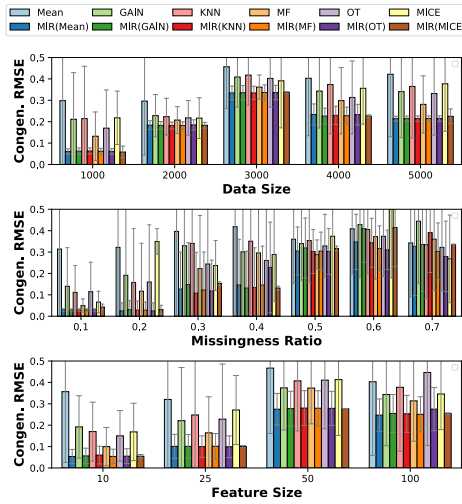 Mean GAIN KNN MF OT MICE
MIR(Mean) MIR(GAIN) MIR(KNN) MIR(MF) MIR(OT) MIR(MICE
Congen. RMSE
0.5
0.4
0.3
0.2
0.1
0.0
1000 2000 3000 4000 5000
Data Size
Congen. RMSE
0.5
0.4
0.3
0.2
0.1
0.0
0.1 0.2 0.3 0.4 0.5 0.6 0.7
Missingness Ratio
Congen. RMSE
0.5
0.4
0.3
0.2
0.1
0.0
10 25 50 100
Feature Size